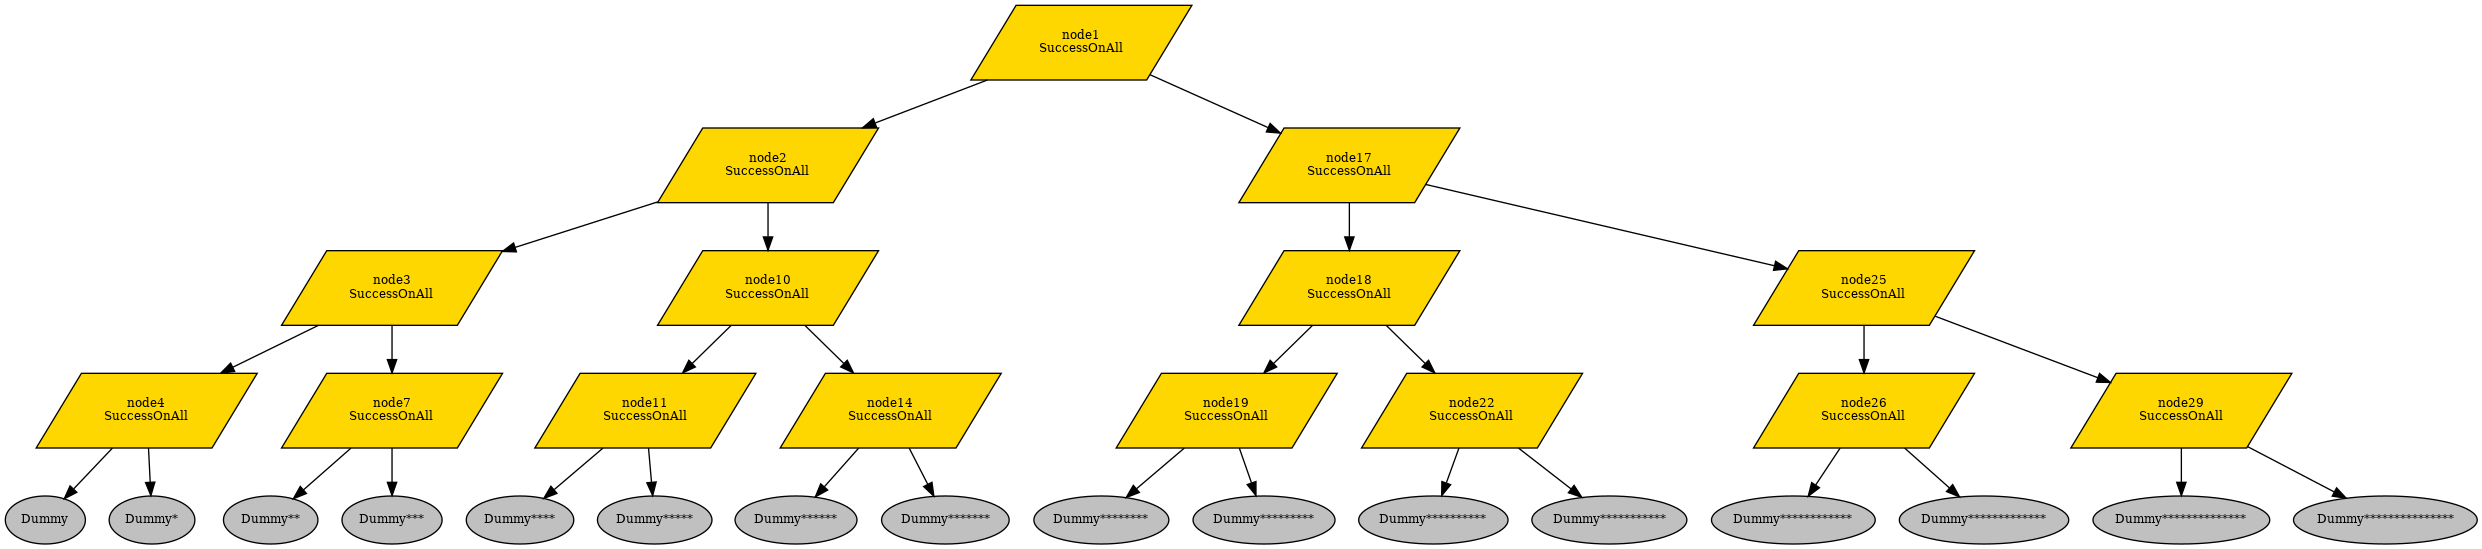 node1
SuccessOnAll
node2
SuccessOnAll
node17
SuccessOnAll
node3
SuccessOnAll
node10
SuccessOnAll
node18
SuccessOnAll
node25
SuccessOnAll
node4
SuccessOnAll
node7
SuccessOnAll
node11
SuccessOnAll
node14
SuccessOnAll
node19
SuccessOnAll
node22
SuccessOnAll
node26
SuccessOnAll
node29
SuccessOnAll
Dummy
Dummy*
Dummy**
Dummy***
Dummy****
Dummy*****
Dummy******
Dummy*******
Dummy********
Dummy*********
Dummy**********
Dummy***********
Dummy************
Dummy*************
Dummy**************
Dummy***************